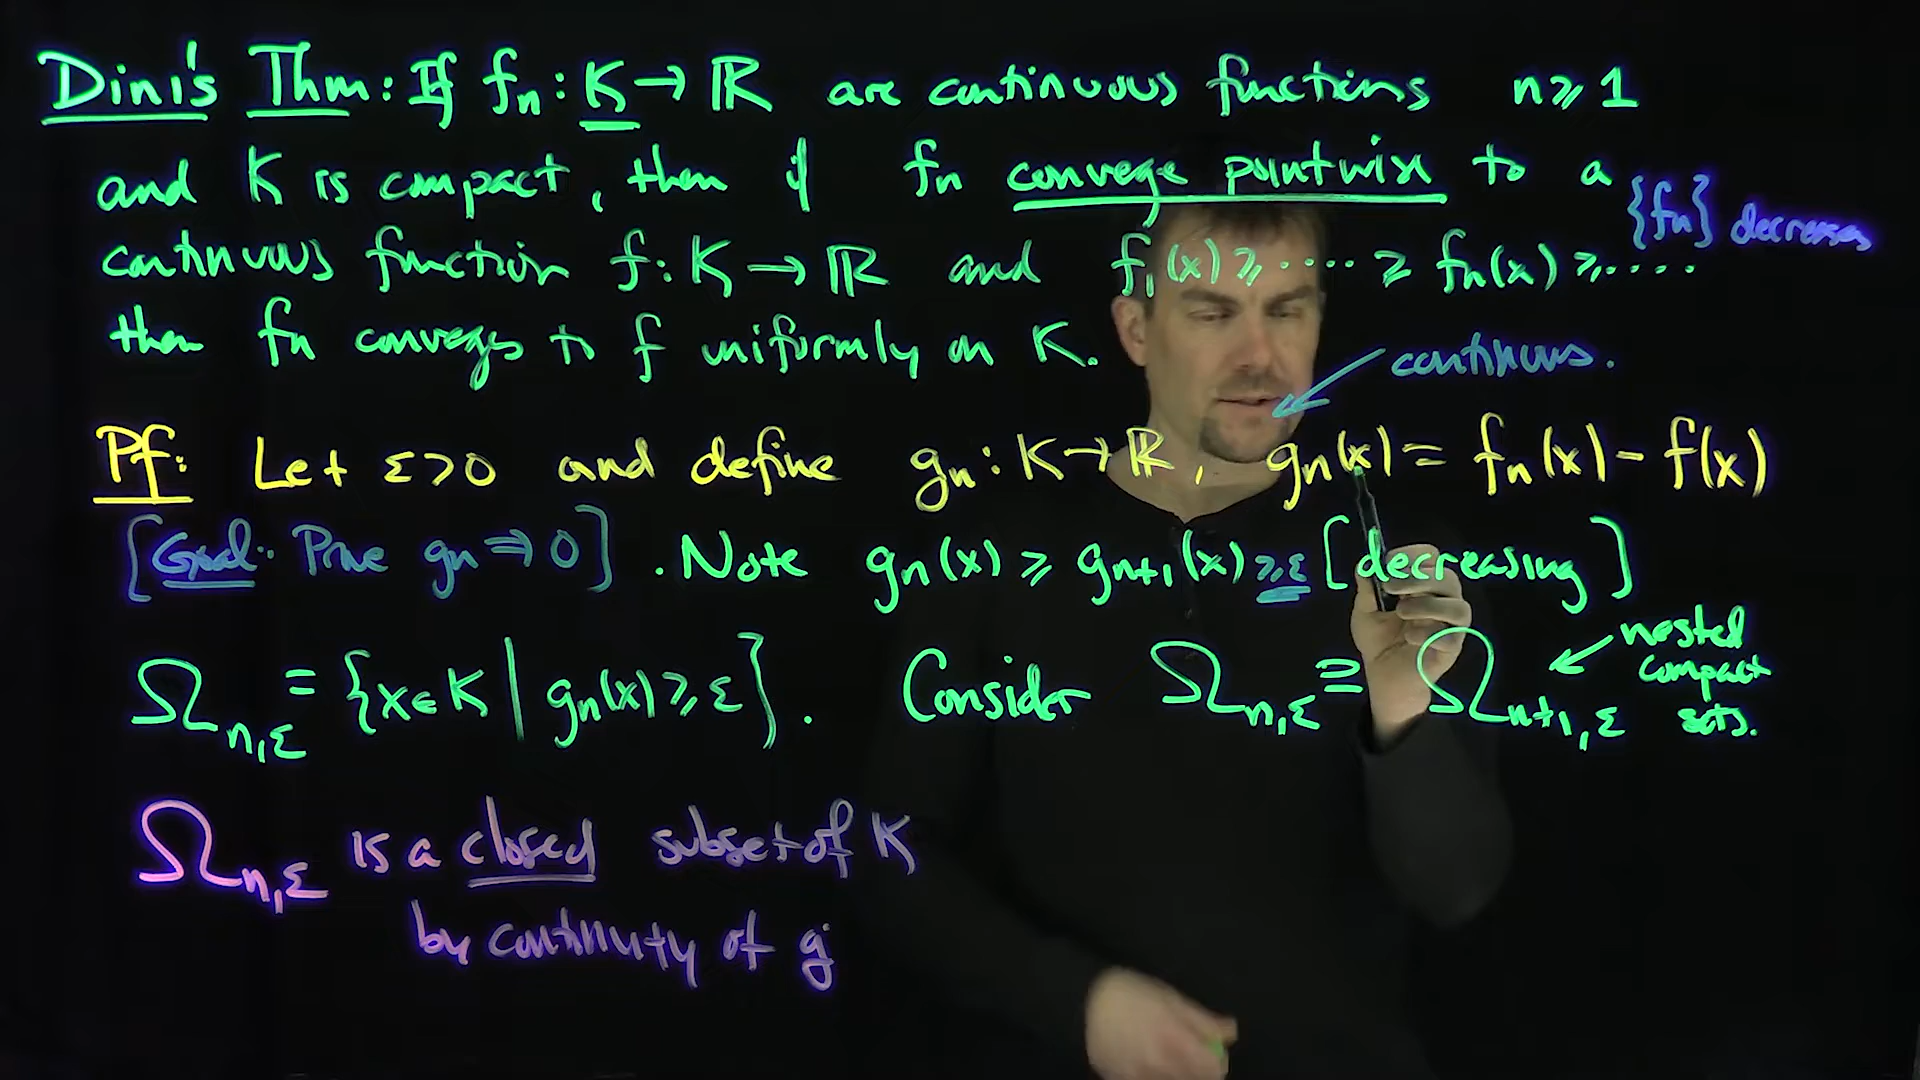 Dini's Thm: If fn: K → ℝ are continuous functions n ⩾ 1
and K is compact, then if fn converge pointwise to a
{fn} decreases
continuous function f: K → ℝ and f₁(x) ⩾ ····· ≥ fn(x) ⩾ ·····
then fn converges to f uniformly on K.
continuous.
Pf: Let ε>0 and define gn: K → ℝ, gn(x) = fn(x) - f(x)
[Goal: Prove gn ⇒ 0]. Note gn(x) ⩾ gn+1(x) ⩾ ε [decreasing]
nested
compact
sets.
Ωn,ε = {x ∈ K | gn(x) ⩾ ε}. Consider Ωn,ε ⊇ Ωn+1,ε
Ωn,ε is a closed subset of K
by continuity of g